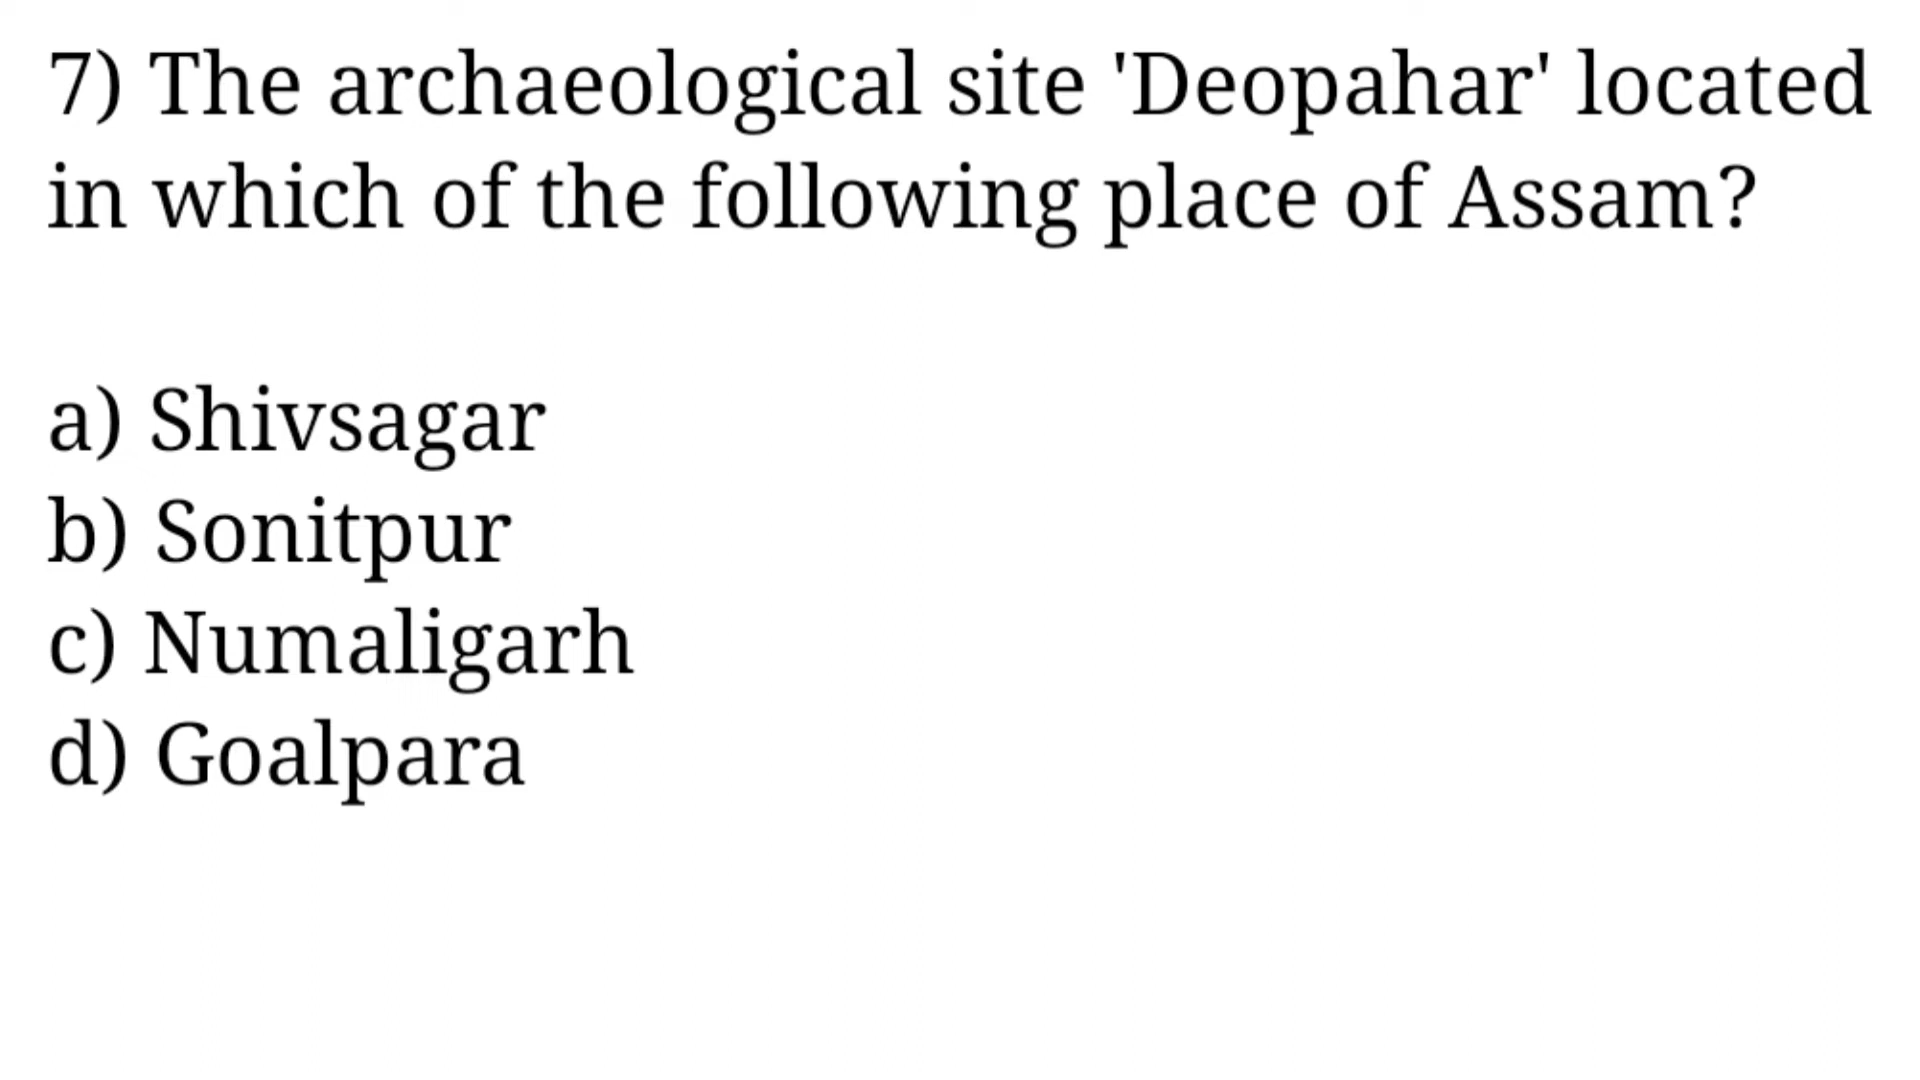 7) The archaeological site 'Deopahar' located
in which of the following place of Assam?
a) Shivsagar
b) Sonitpur
c) Numaligarh
d) Goalpara